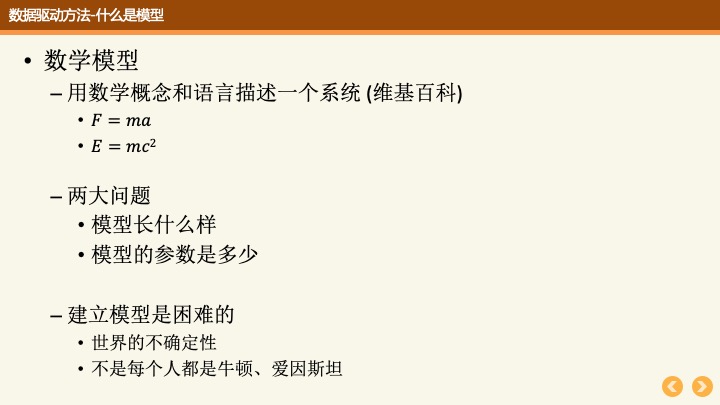 数据驱动方法-什么是模型
• 数学模型
– 用数学概念和语言描述一个系统 (维基百科)
• F = ma
• E = mc²
– 两大问题
• 模型长什么样
• 模型的参数是多少
– 建立模型是困难的
• 世界的不确定性
• 不是每个人都是牛顿、爱因斯坦